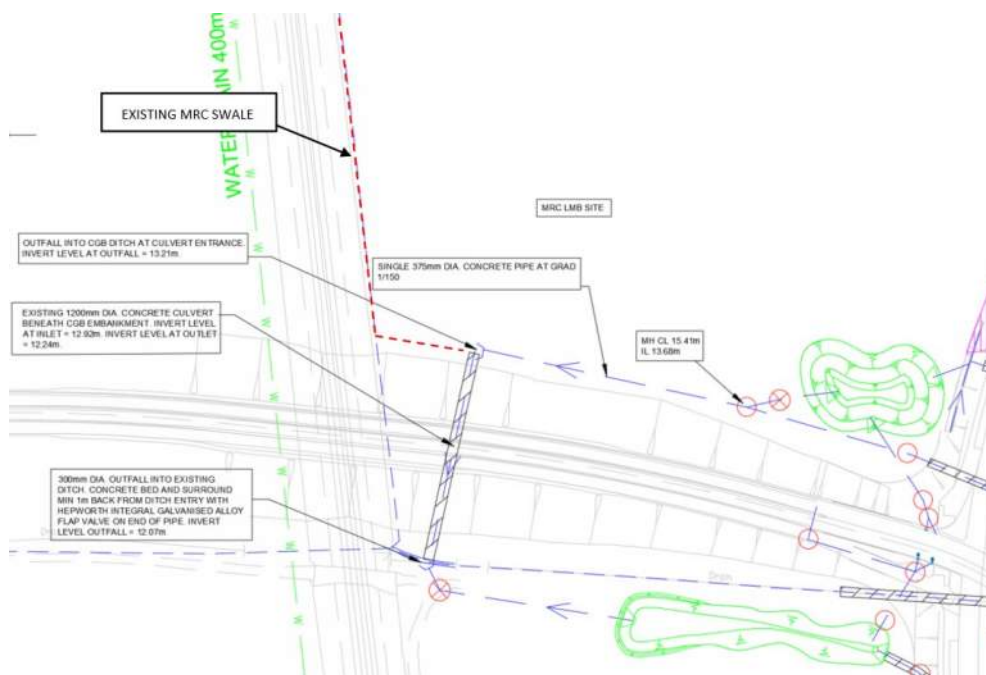 WATER MAIN 400m
W
W
W
W
W
W
W
EXISTING MRC SWALE
MRC LMB SITE
OUTFALL INTO CGB DITCH AT CULVERT ENTRANCE.
INVERT LEVEL AT OUTFALL = 13.21m.
SINGLE 375mm DIA. CONCRETE PIPE AT GRAD
1/150
EXISTING 1200mm DIA. CONCRETE CULVERT
BENEATH CGB EMBANKMENT. INVERT LEVEL
AT INLET = 12.92m. INVERT LEVEL AT OUTLET
= 12.24m.
MH CL 15.41m
IL 13.68m
300mm DIA. OUTFALL INTO EXISTING
DITCH. CONCRETE BED AND SURROUND
MIN 1m BACK FROM DITCH ENTRY WITH
HEPWORTH INTEGRAL GALVANISED ALLOY
FLAP VALVE ON END OF PIPE. INVERT
LEVEL OUTFALL = 12.07m
Drain